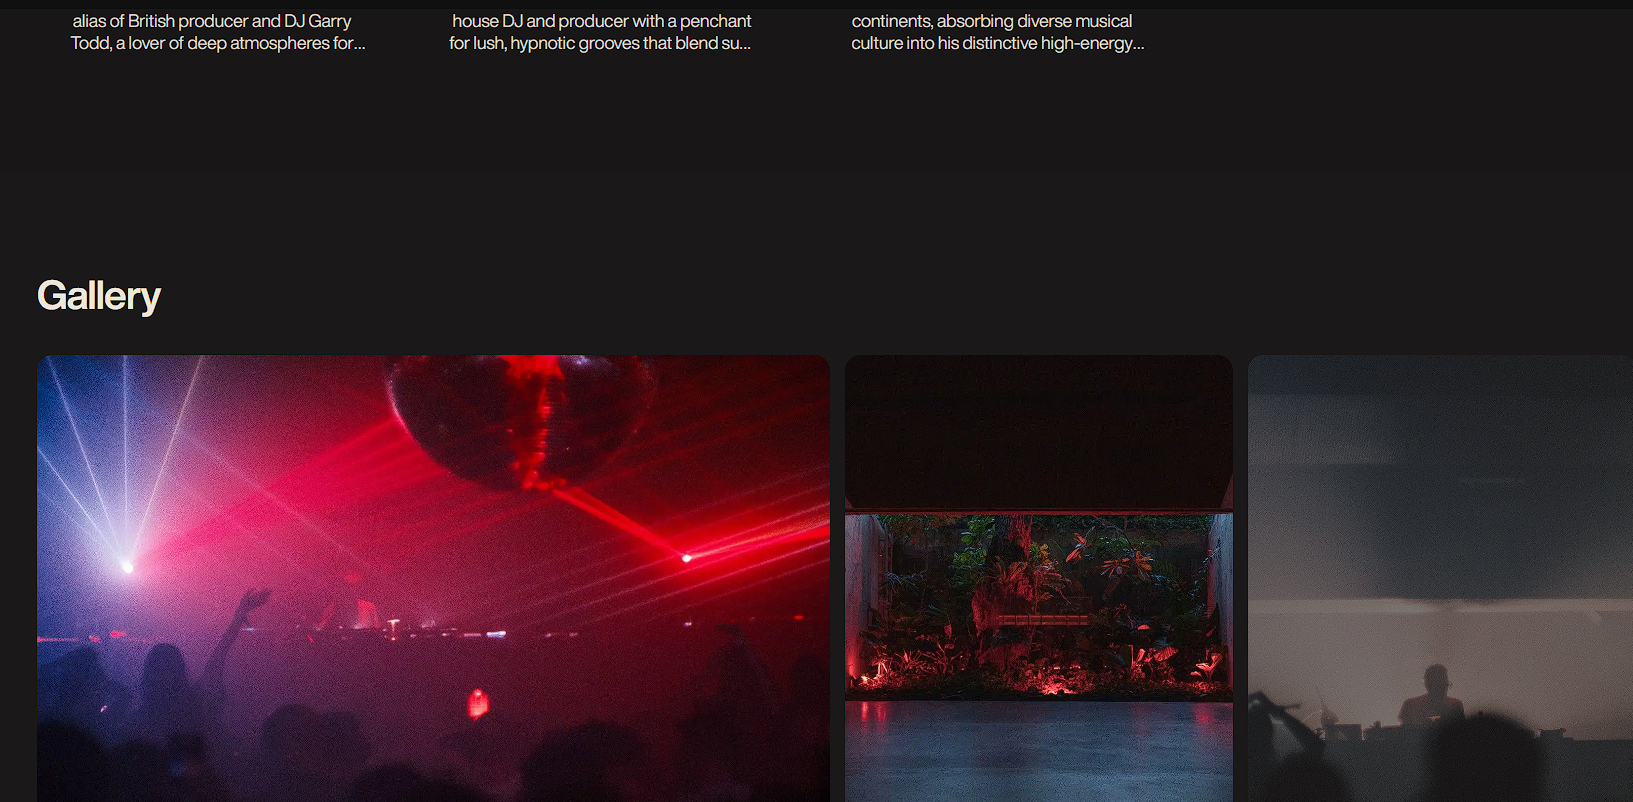 alias of British producer and DJ Garry
Todd, a lover of deep atmospheres for...
house DJ and producer with a penchant
for lush, hypnotic grooves that blend su...
continents, absorbing diverse musical
culture into his distinctive high-energy...
Gallery